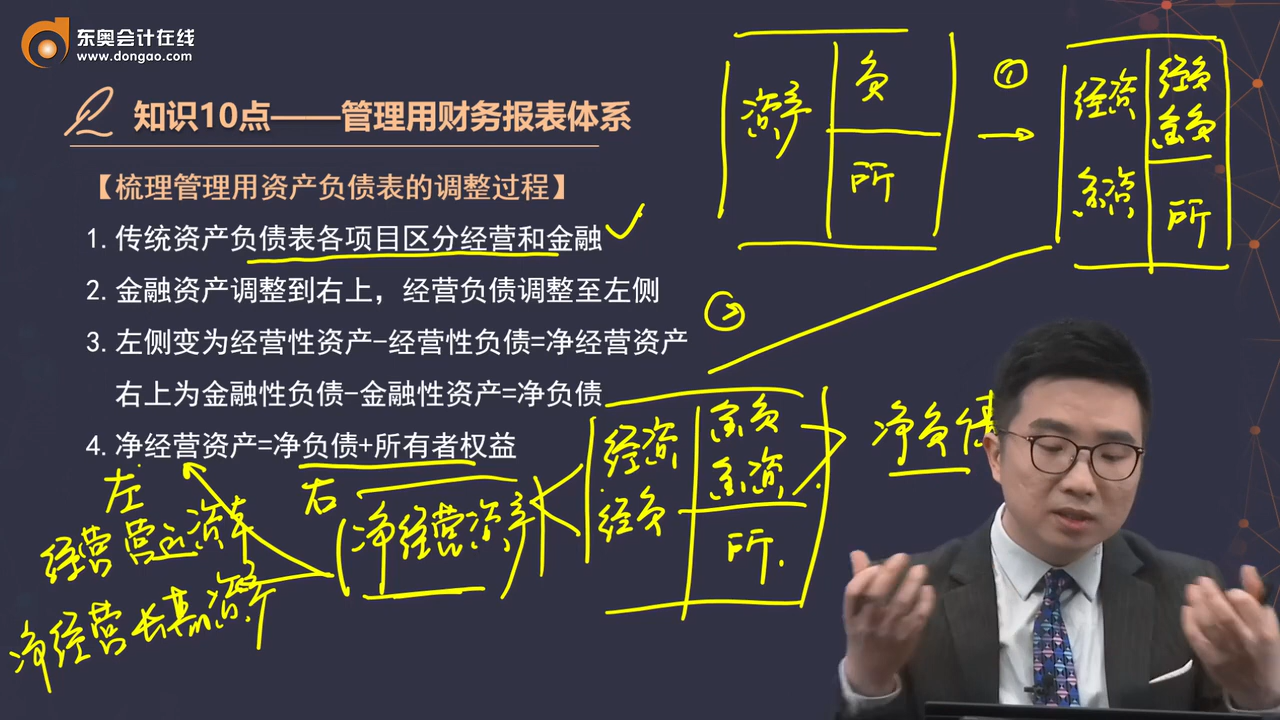 东奥会计在线
www.dongao.com
知识10点——管理用财务报表体系
【梳理管理用资产负债表的调整过程】
1. 传统资产负债表各项目区分经营和金融
2. 金融资产调整到右上，经营负债调整至左侧
3. 左侧变为经营性资产-经营性负债=净经营资产
右上为金融性负债-金融性资产=净负债
4. 净经营资产=净负债+所有者权益
左
右
经营营运资本
净经营长期资产
(净经营资产)
资产
负
所
①
经资
金资
经负
金负
所
②
经资
经负
金负
金资
所
净负债